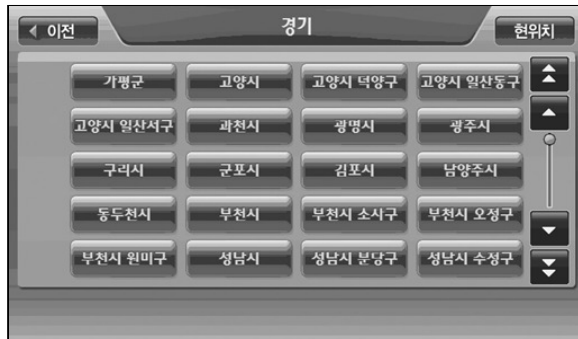 이전 경기 현위치
가평군 고양시 고양시 덕양구 고양시 일산동구
고양시 일산서구 과천시 광명시 광주시
구리시 군포시 김포시 남양주시
동두천시 부천시 부천시 소사구 부천시 오정구
부천시 원미구 성남시 성남시 분당구 성남시 수정구